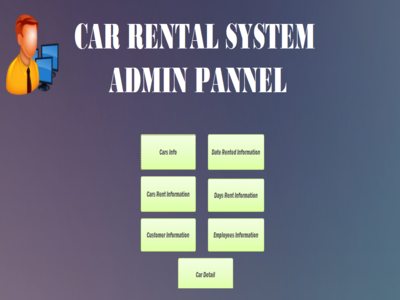 CAR RENTAL SYSTEM
ADMIN PANNEL
Cars Info
Date Rented Information
Cars Rent Information
Days Rent Information
Customer Information
Employees Information
Car Detail